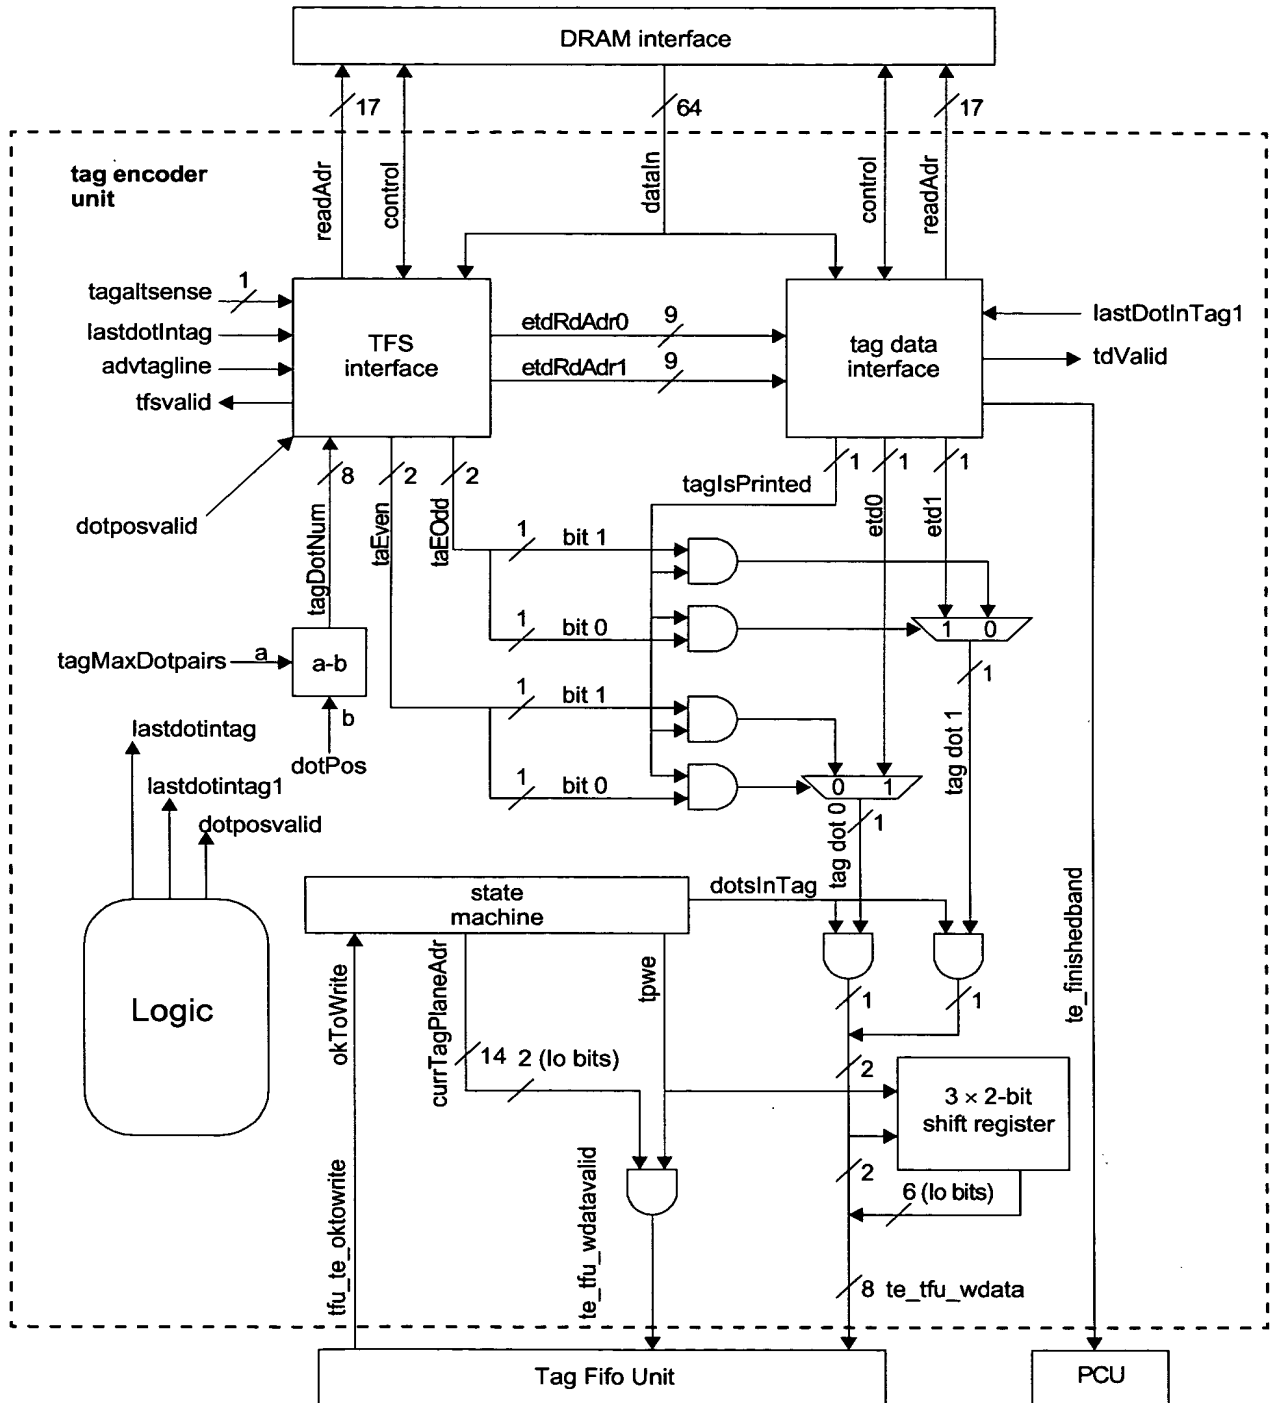 DRAM interface
17
64
17
tag encoder
unit
readAdr
control
dataIn
control
readAdr
tagaltsense
1
lastdotIntag
advtagline
tfsvalid
dotposvalid
TFS
interface
etdRdAdr0
9
etdRdAdr1
9
tag data
interface
lastDotInTag1
tdValid
8
2
2
tagDotNum
taEven
taEOdd
tagIsPrinted
1
1
1
etd0
etd1
1
bit 1
1
bit 0
1
bit 1
1
bit 0
1 0
1
tag dot 1
0 1
1
tag dot 0
tagMaxDotpairs
a
a-b
b
dotPos
lastdotintag
lastdotintag1
dotposvalid
Logic
state
machine
dotsInTag
okToWrite
currTagPlaneAdr
14
2 (lo bits)
tpwe
1
1
2
3 × 2-bit
shift register
2
6 (lo bits)
te_finishedband
tfu_te_oktowrite
te_tfu_wdatavalid
8 te_tfu_wdata
Tag Fifo Unit
PCU